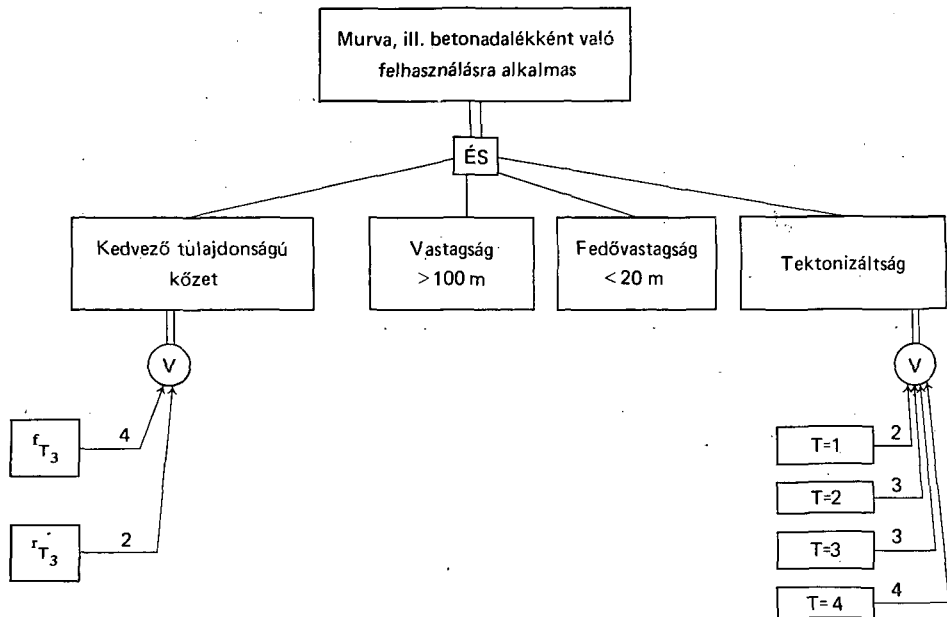 Murva, ill. betonadalékként való
felhasználásra alkalmas
ÉS
Kedvező tulajdonságú
kőzet
Vastagság
>100 m
Fedővastagság
<20 m
Tektonizáltság
V
V
fT3
4
rT3
2
T=1
2
T=2
3
T=3
3
T=4
4